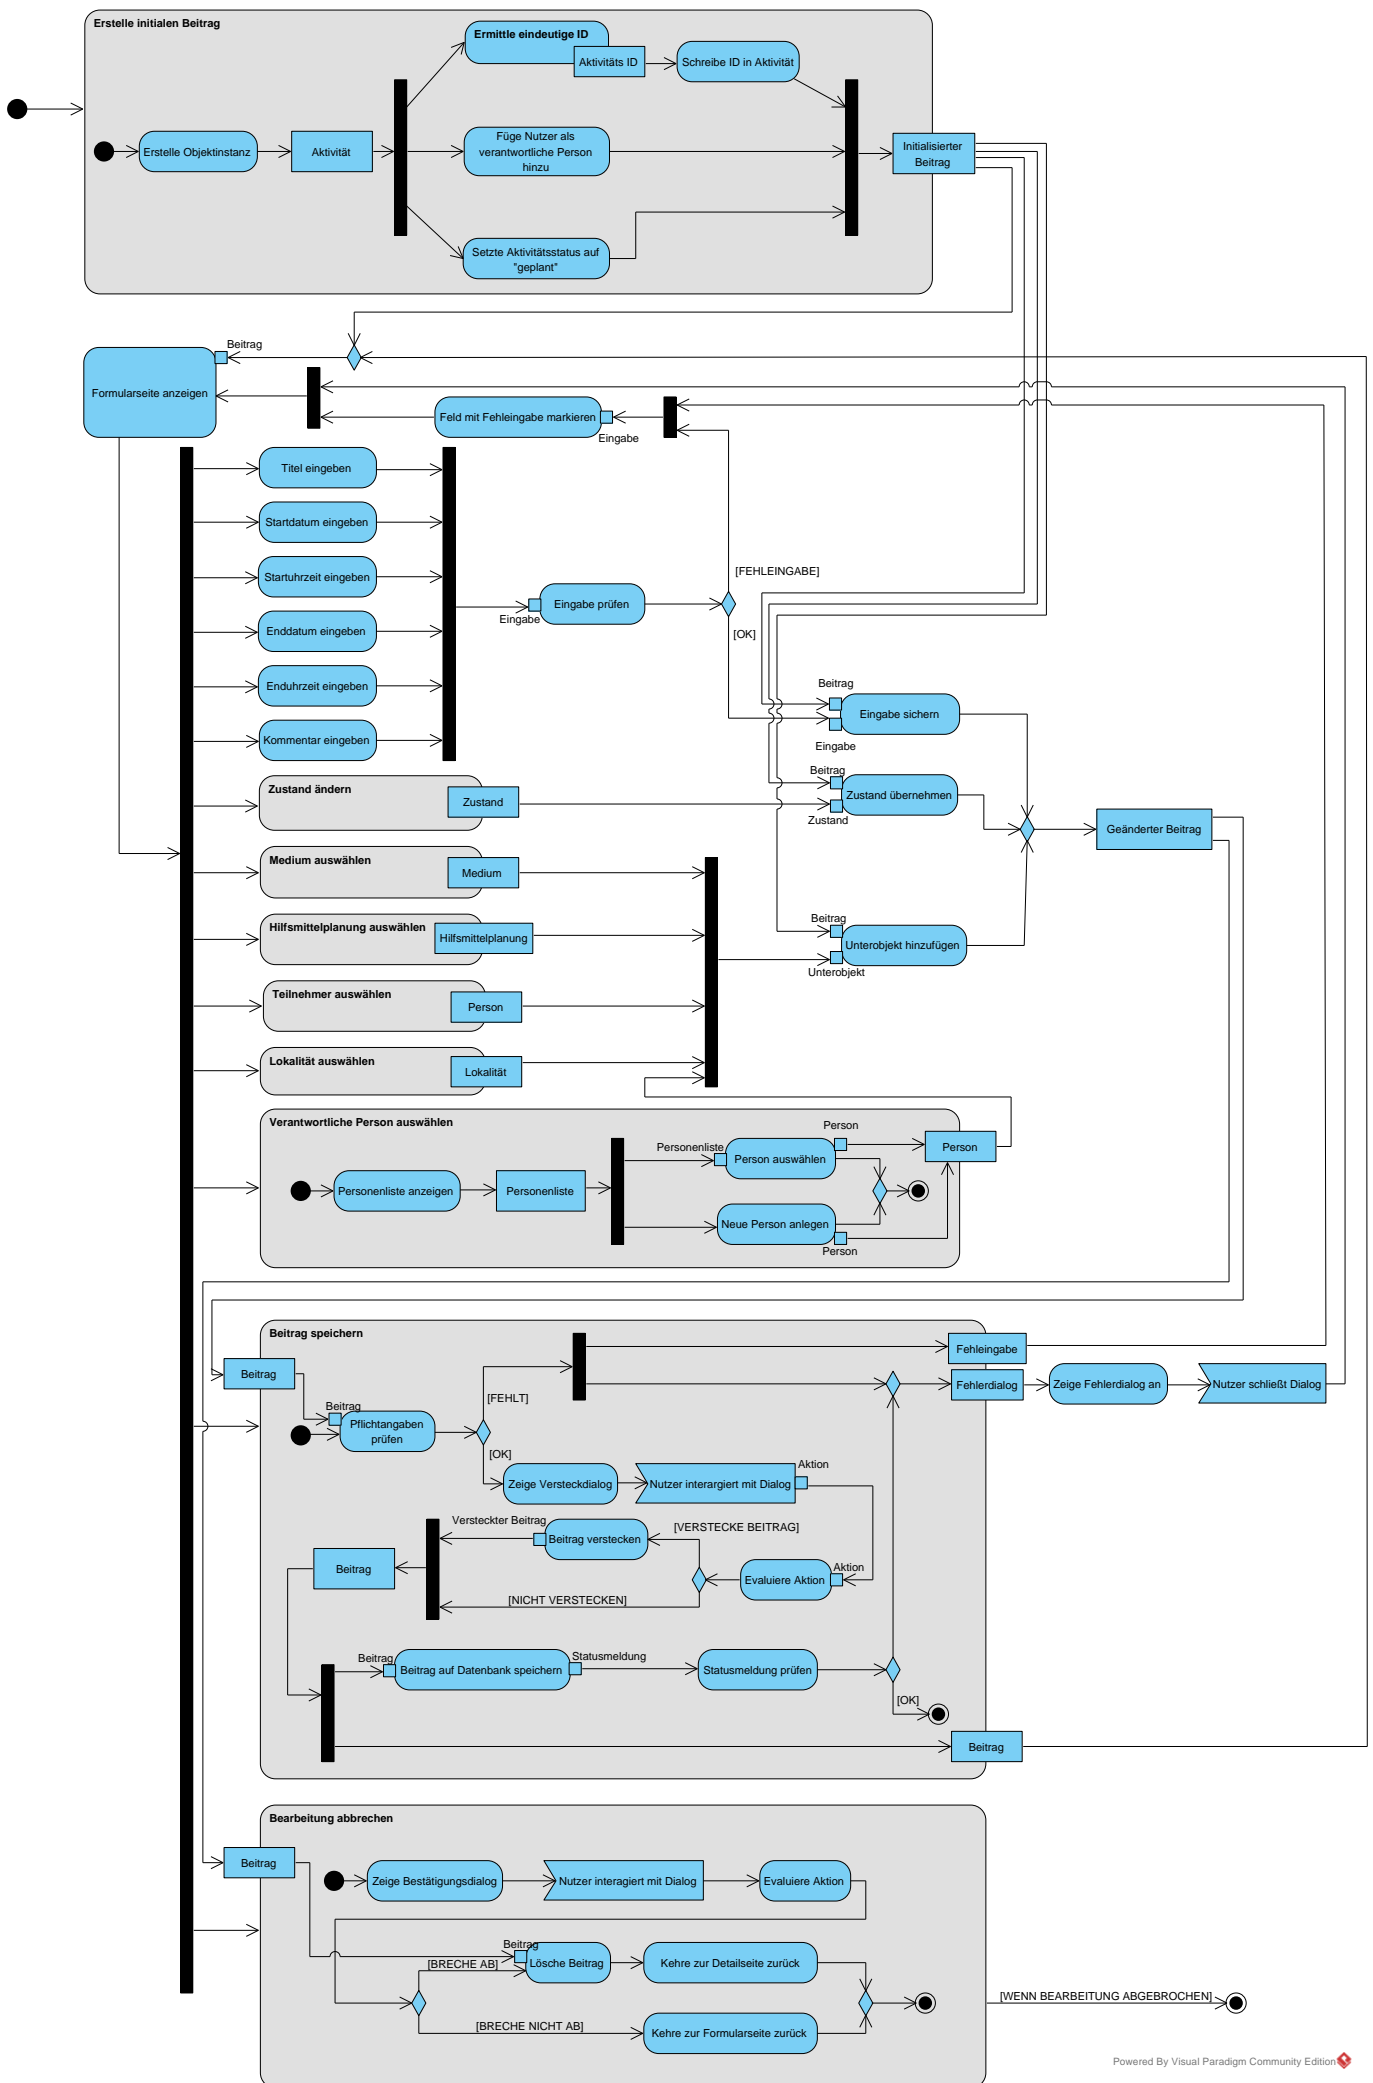 Erstelle initialen Beitrag
Ermittle eindeutige ID
Aktivitäts ID
Schreibe ID in Aktivität
Erstelle Objektinstanz
Aktivität
Füge Nutzer als
verantwortliche Person
hinzu
Initialisierter
Beitrag
Setzte Aktivitätsstatus auf
"geplant"
Beitrag
Formularseite anzeigen
Feld mit Fehleingabe markieren
Eingabe
Titel eingeben
Startdatum eingeben
Startuhrzeit eingeben
Enddatum eingeben
Enduhrzeit eingeben
Kommentar eingeben
Eingabe
Eingabe prüfen
[FEHLEINGABE]
[OK]
Beitrag
Eingabe sichern
Eingabe
Zustand ändern
Zustand
Beitrag
Zustand übernehmen
Zustand
Geänderter Beitrag
Medium auswählen
Medium
Hilfsmittelplanung auswählen
Hilfsmittelplanung
Beitrag
Unterobjekt hinzufügen
Unterobjekt
Teilnehmer auswählen
Person
Lokalität auswählen
Lokalität
Verantwortliche Person auswählen
Personenliste anzeigen
Personenliste
Personenliste
Person auswählen
Person
Person
Neue Person anlegen
Person
Beitrag speichern
Beitrag
Beitrag
Pflichtangaben
prüfen
[FEHLT]
[OK]
Fehleingabe
Fehlerdialog
Zeige Fehlerdialog an
Nutzer schließt Dialog
Zeige Versteckdialog
Nutzer interargiert mit Dialog
Aktion
Versteckter Beitrag
Beitrag verstecken
[VERSTECKE BEITRAG]
Beitrag
Evaluiere Aktion
Aktion
[NICHT VERSTECKEN]
Beitrag
Beitrag auf Datenbank speichern
Statusmeldung
Statusmeldung prüfen
[OK]
Beitrag
Bearbeitung abbrechen
Beitrag
Zeige Bestätigungsdialog
Nutzer interagiert mit Dialog
Evaluiere Aktion
Beitrag
[BRECHE AB]
Lösche Beitrag
Kehre zur Detailseite zurück
[BRECHE NICHT AB]
Kehre zur Formularseite zurück
[WENN BEARBEITUNG ABGEBROCHEN]
Powered By Visual Paradigm Community Edition